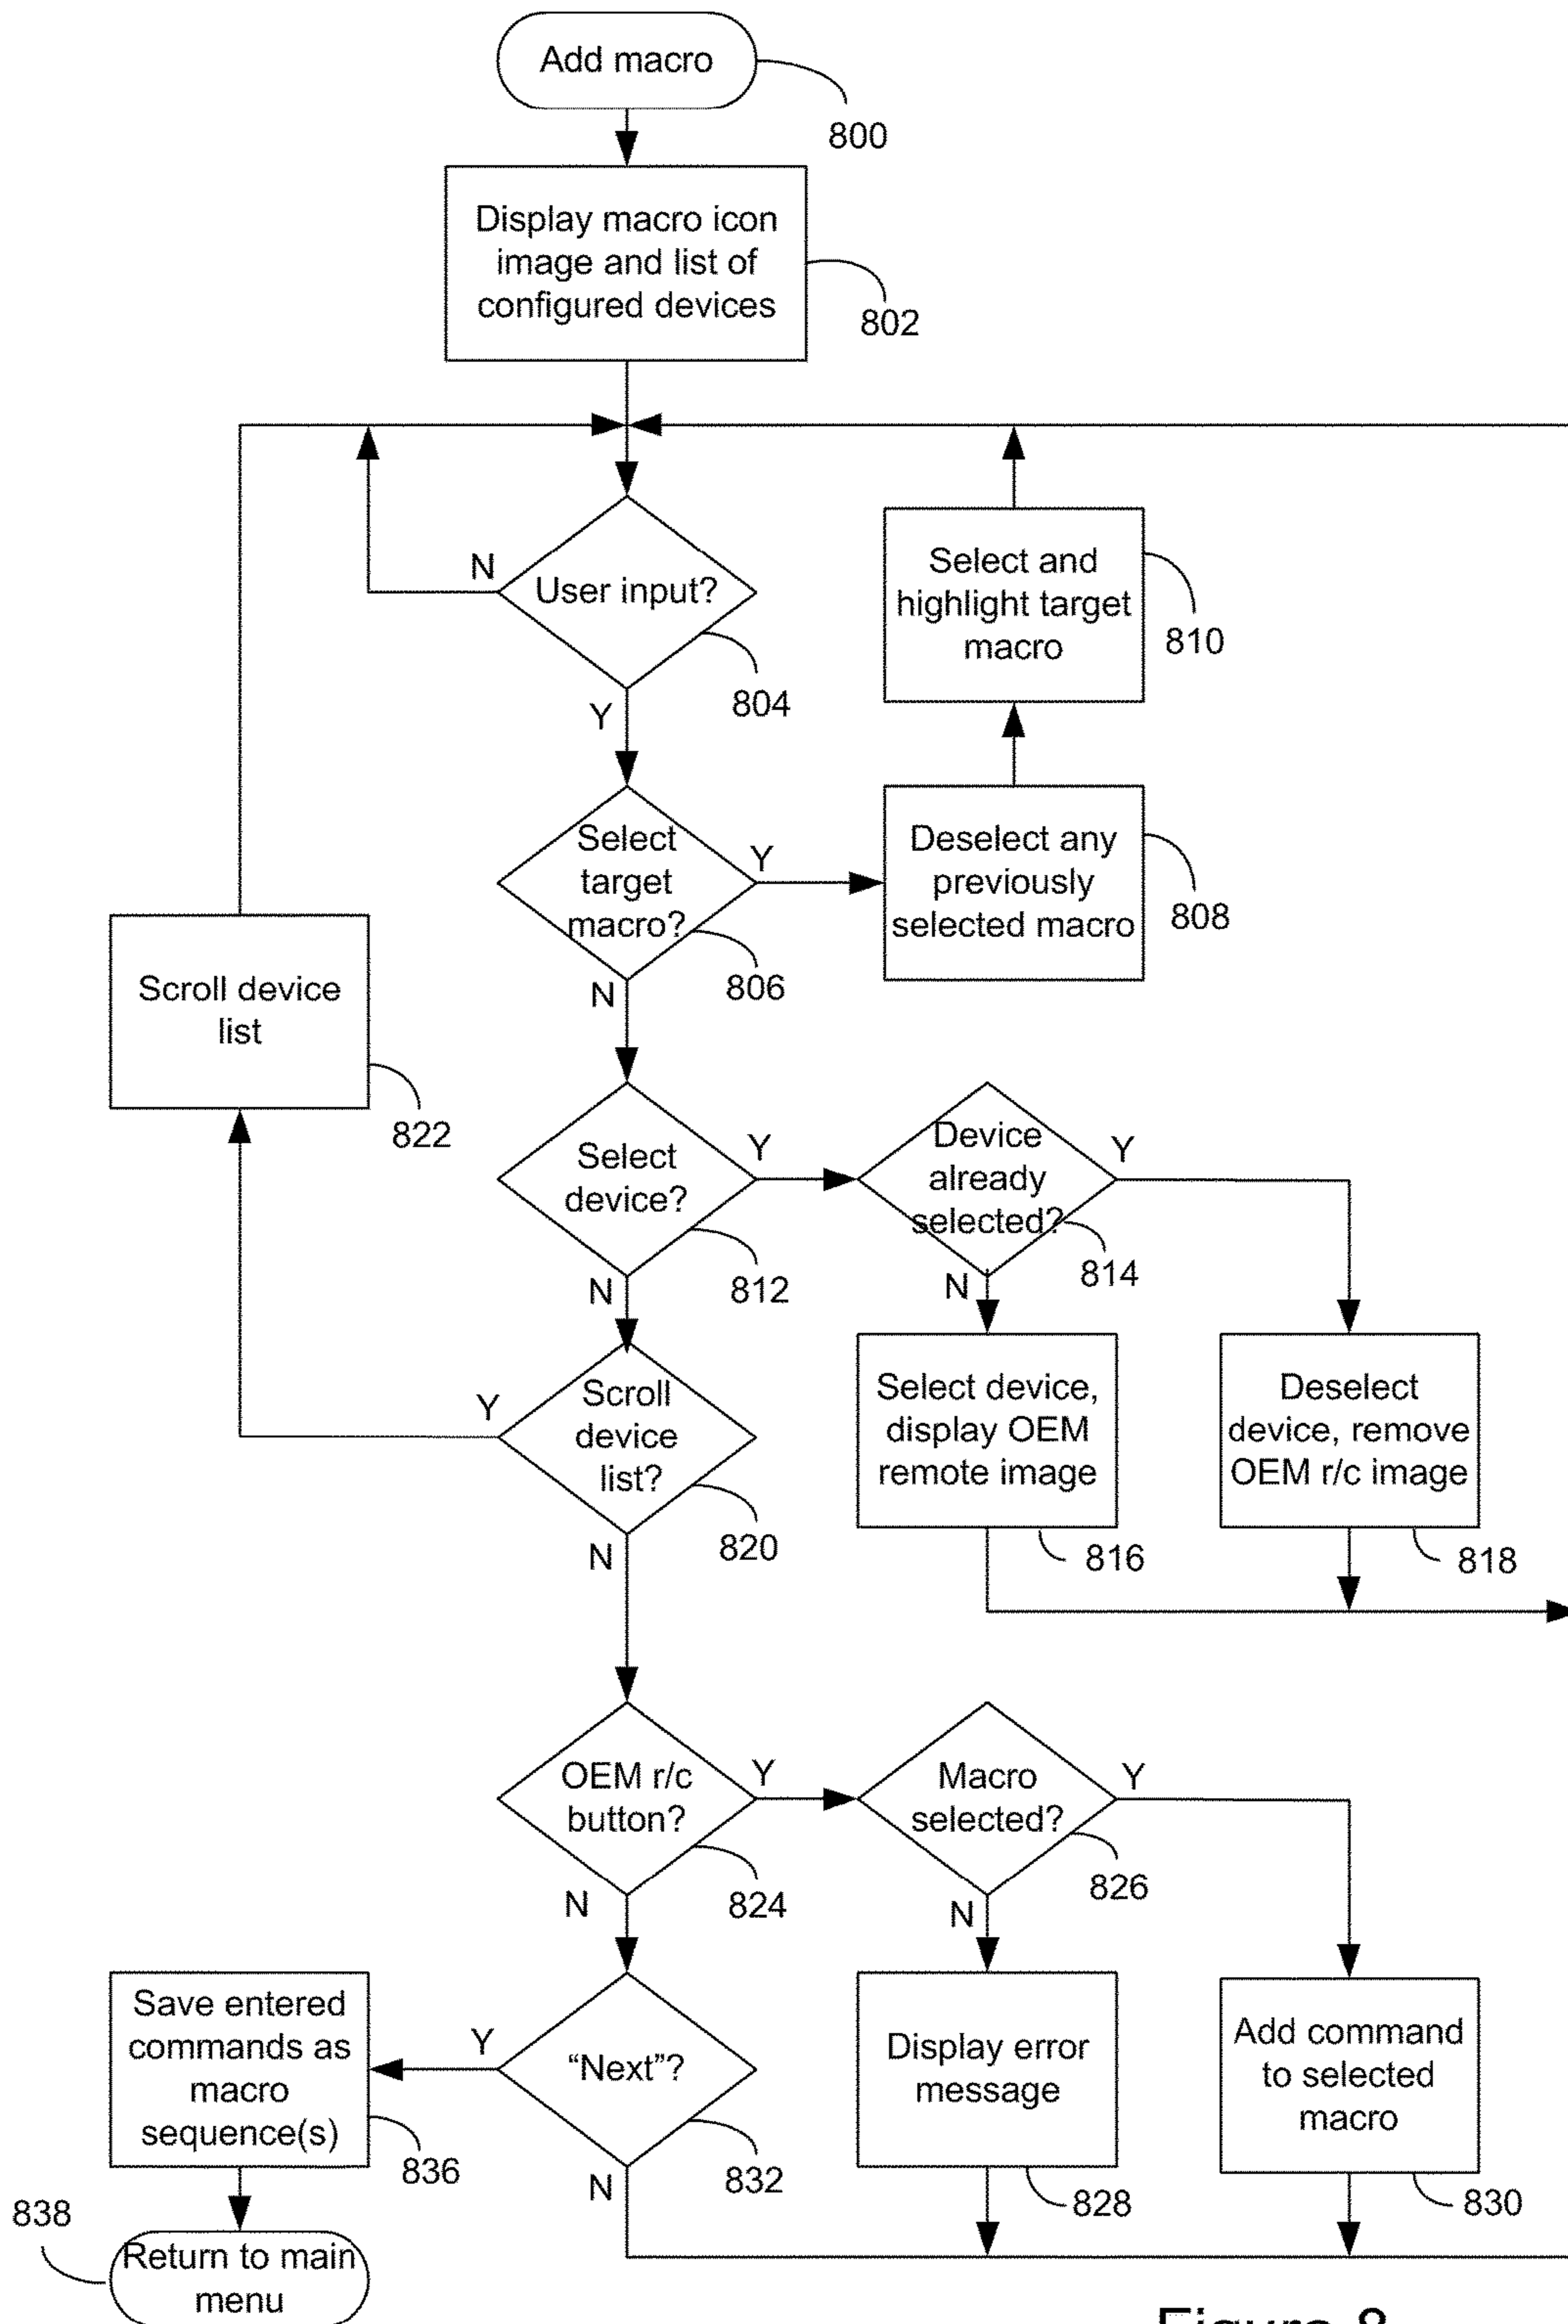 Add macro
800
Display macro icon
image and list of
configured devices
802
N
User input?
804
Y
Select and
highlight target
macro
810
Select
target
macro?
Y
806
N
Deselect any
previously
selected macro
808
Scroll device
list
822
Select
device?
Y
812
N
Device
already
selected?
Y
814
N
Y
Scroll
device
list?
820
N
Select device,
display OEM
remote image
816
Deselect
device, remove
OEM r/c image
818
OEM r/c
button?
Y
824
N
Macro
selected?
Y
826
N
Save entered
commands as
macro
sequence(s)
836
Y
“Next”?
832
N
Display error
message
828
Add command
to selected
macro
830
838
Return to main
menu
Figure 8